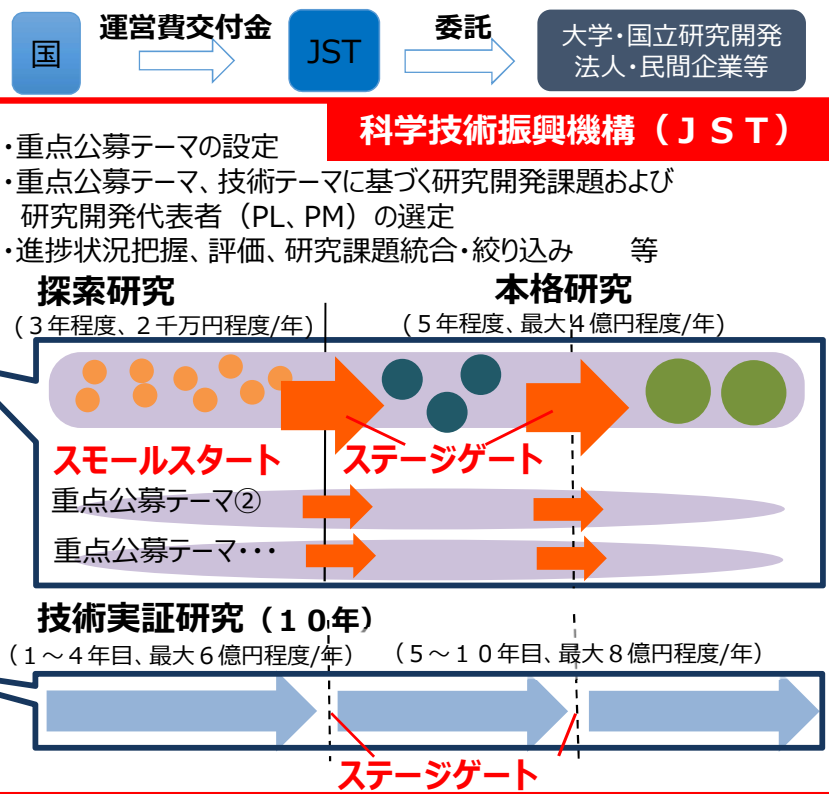 運営費交付金
委託
国
JST
大学・国立研究開発
法人・民間企業等
科学技術振興機構（ＪＳＴ）
・重点公募テーマの設定
・重点公募テーマ、技術テーマに基づく研究開発課題および
研究開発代表者（PL、PM）の選定
・進捗状況把握、評価、研究課題統合・絞り込み　　等
探索研究
本格研究
(３年程度、２千万円程度/年)
(５年程度、最大４億円程度/年)
スモールスタート
ステージゲート
重点公募テーマ②
重点公募テーマ・・・
技術実証研究（１０年）
（１～４年目、最大６億円程度/年）
（５～１０年目、最大８億円程度/年）
ステージゲート